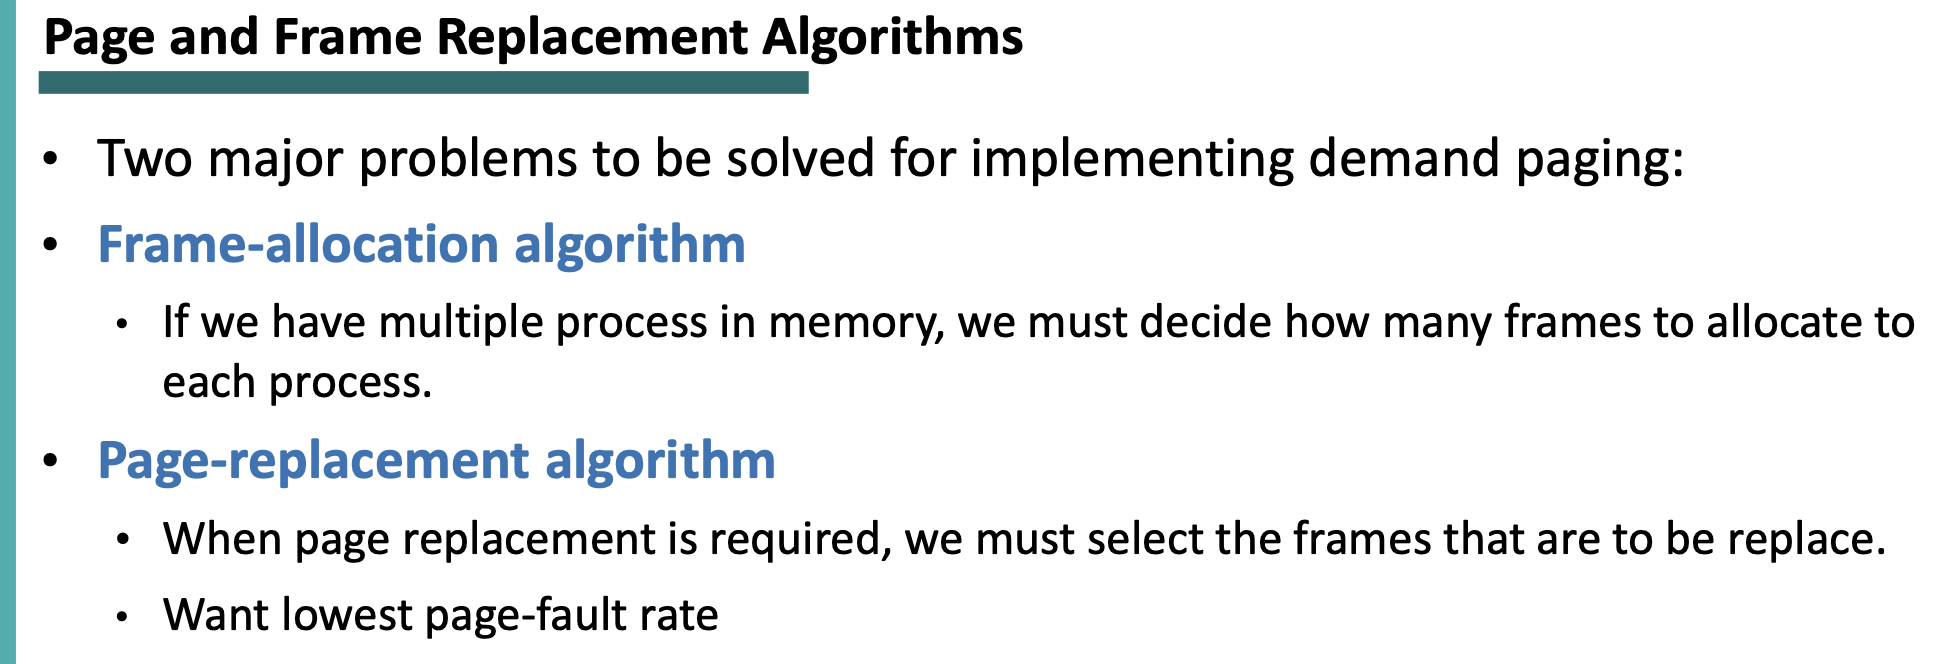 Page and Frame Replacement Algorithms
• Two major problems to be solved for implementing demand paging:
• Frame-allocation algorithm
• If we have multiple process in memory, we must decide how many frames to allocate to
each process.
• Page-replacement algorithm
• When page replacement is required, we must select the frames that are to be replace.
• Want lowest page-fault rate